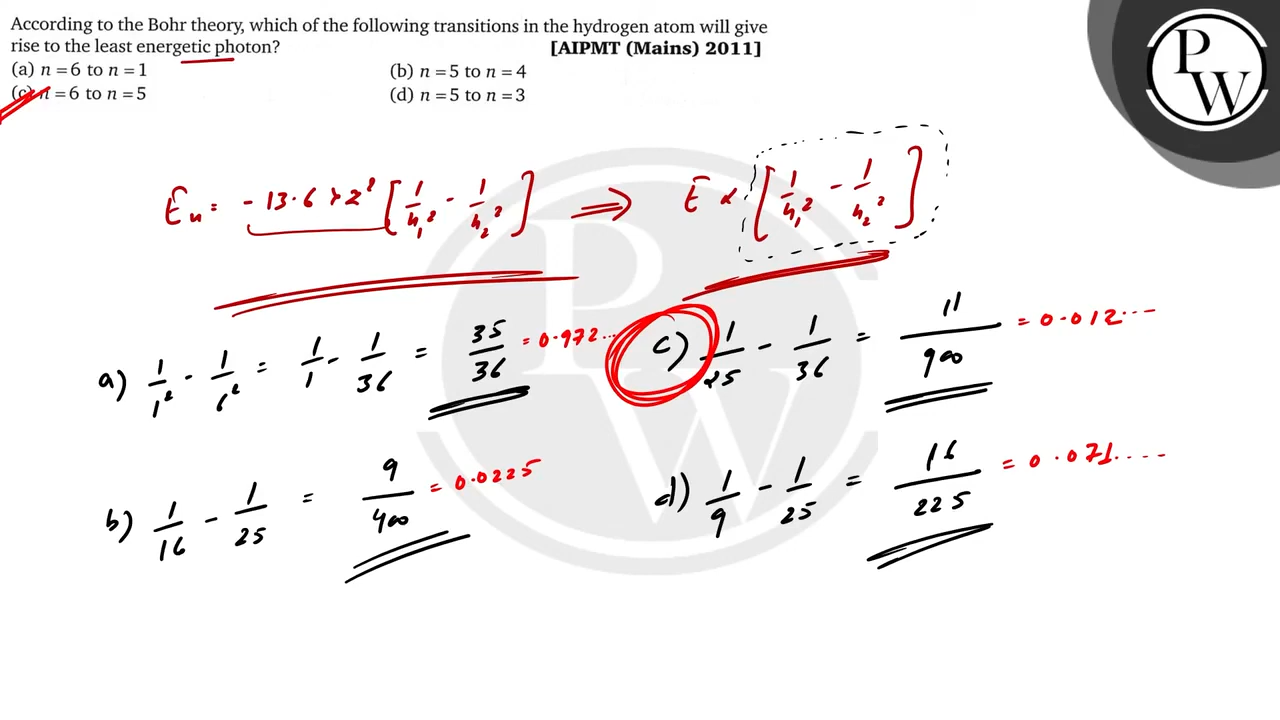 According to the Bohr theory, which of the following transitions in the hydrogen atom will give
rise to the least energetic photon? [AIPMT (Mains) 2011]
(a) n = 6 to n = 1 (b) n = 5 to n = 4
(c) n = 6 to n = 5 (d) n = 5 to n = 3
P
W
Eₙ = - 13.6 × z² [1/n₁² - 1/n₂²] ⇒ E ∝ [1/n₁² - 1/n₂²]
a) 1/1² - 1/6² = 1/1 - 1/36 = 35/36 = 0.972...
c) 1/25 - 1/36 = 11/900 = 0.012...
b) 1/16 - 1/25 = 9/400 = 0.0225
d) 1/9 - 1/25 = 16/225 = 0.071....
P
W